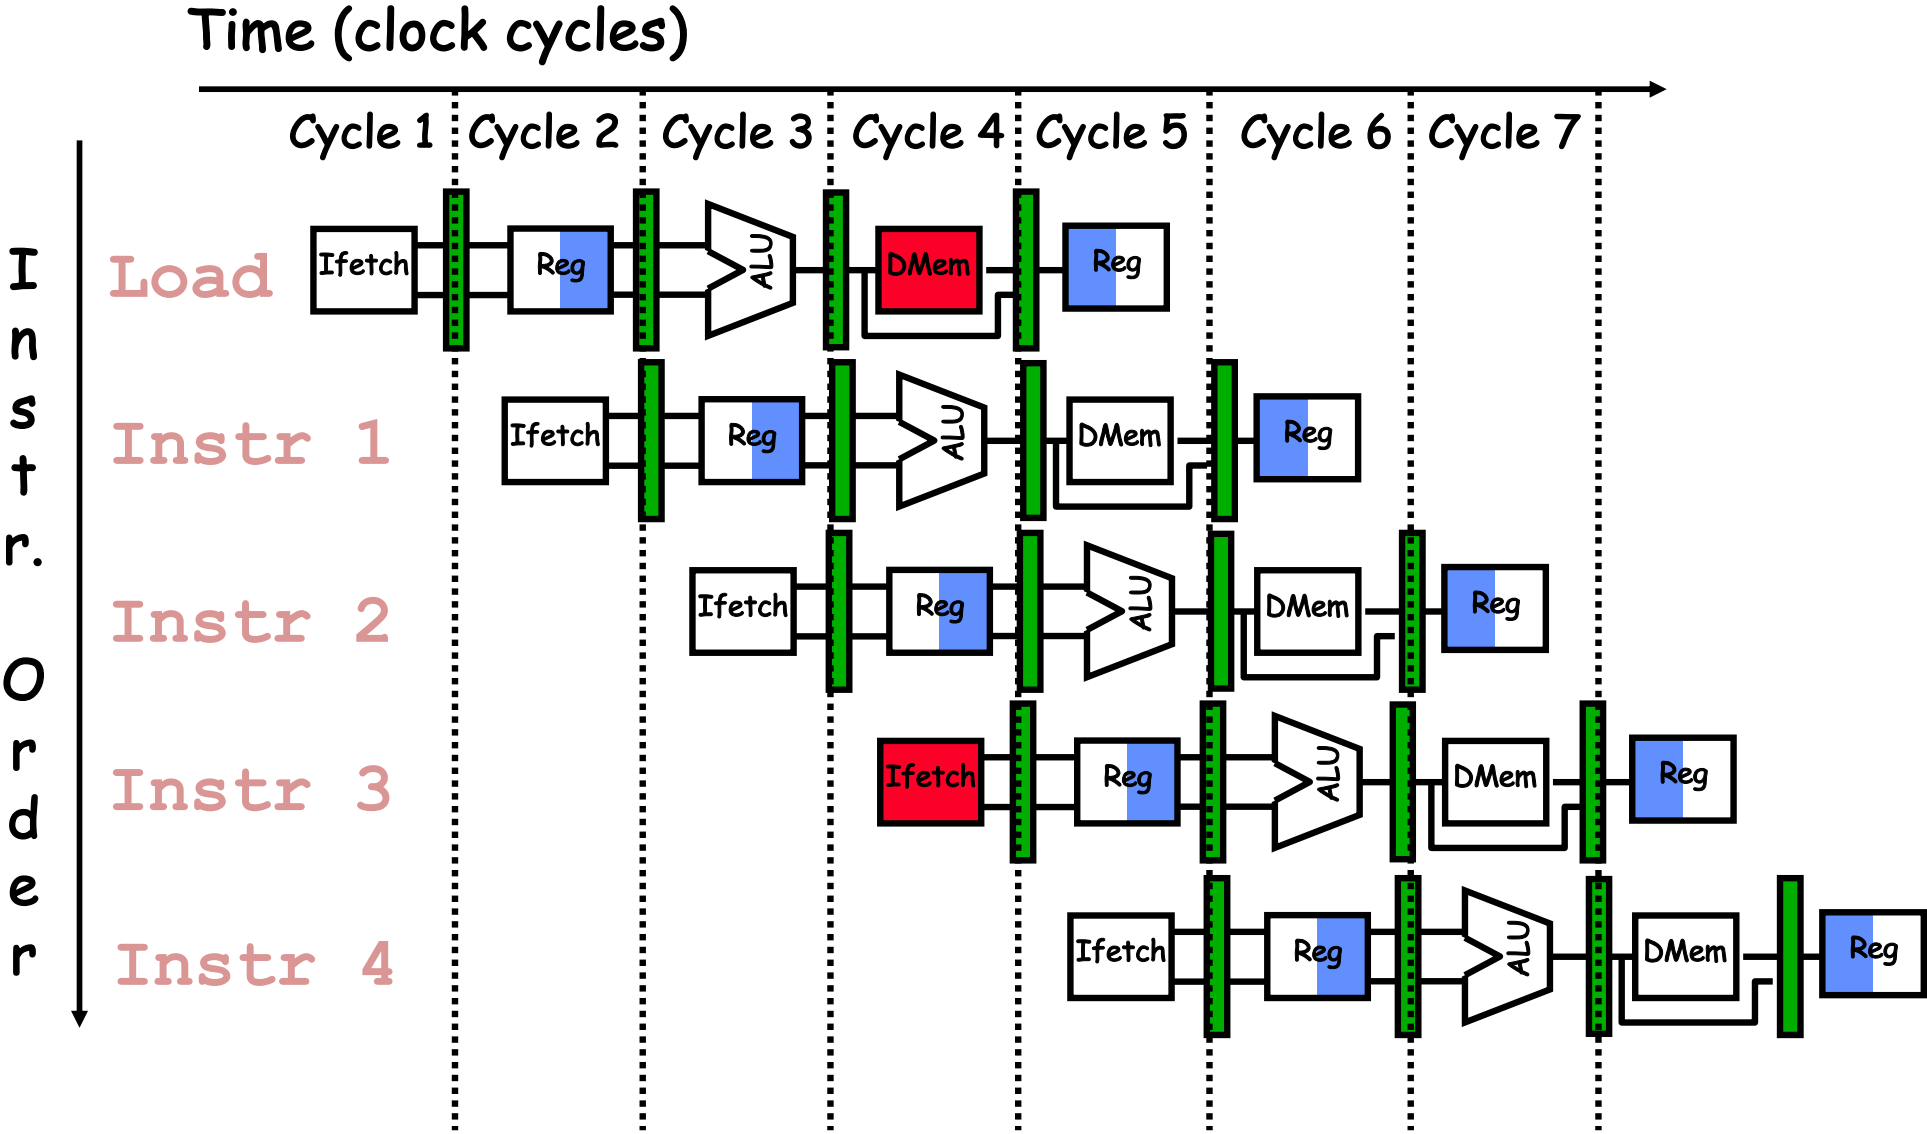 Time (clock cycles)
Cycle 1 Cycle 2 Cycle 3 Cycle 4 Cycle 5 Cycle 6 Cycle 7
Instr. Order
Load Ifetch Reg ALU DMem Reg
Instr 1 Ifetch Reg ALU DMem Reg
Instr 2 Ifetch Reg ALU DMem Reg
Instr 3 Ifetch Reg ALU DMem Reg
Instr 4 Ifetch Reg ALU DMem Reg